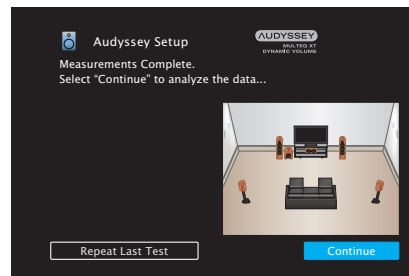 Audyssey Setup
AUDYSSEY
MULTEQ XT
DYNAMIC VOLUME
Measurements Complete.
Select “Continue” to analyze the data...
Repeat Last Test
Continue